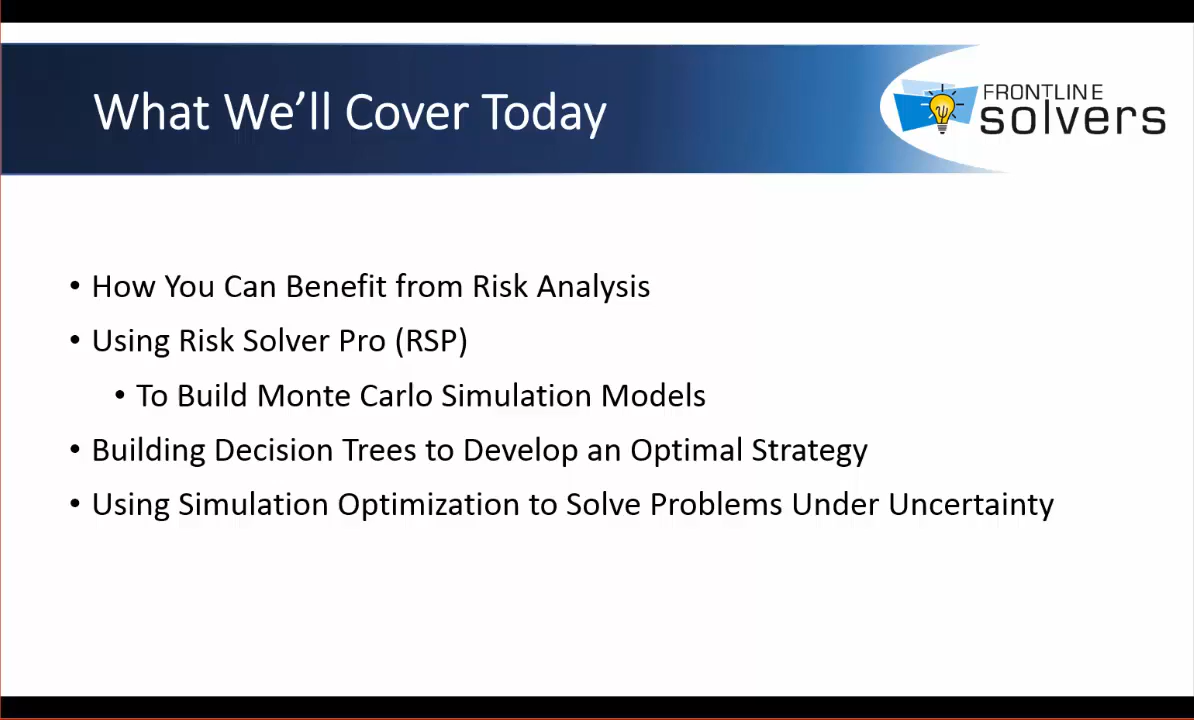 What We'll Cover Today
FRONTLINE
solvers
• How You Can Benefit from Risk Analysis
• Using Risk Solver Pro (RSP)
• To Build Monte Carlo Simulation Models
• Building Decision Trees to Develop an Optimal Strategy
• Using Simulation Optimization to Solve Problems Under Uncertainty